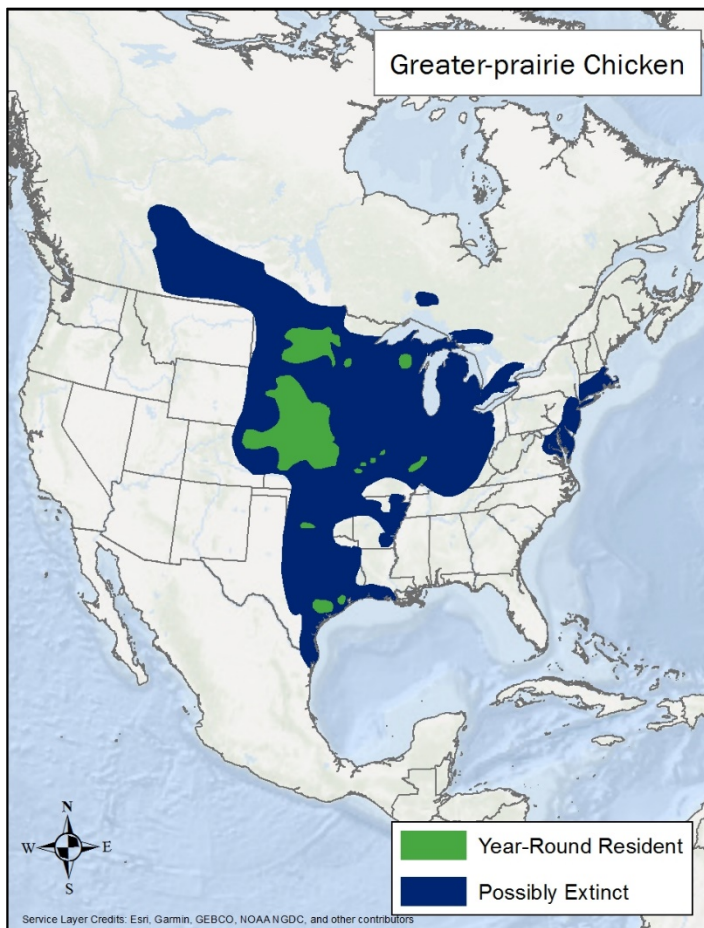 Greater-prairie Chicken
N
W E
S
Year-Round Resident
Possibly Extinct
Service Layer Credits: Esri, Garmin, GEBCO, NOAA NGDC, and other contributors